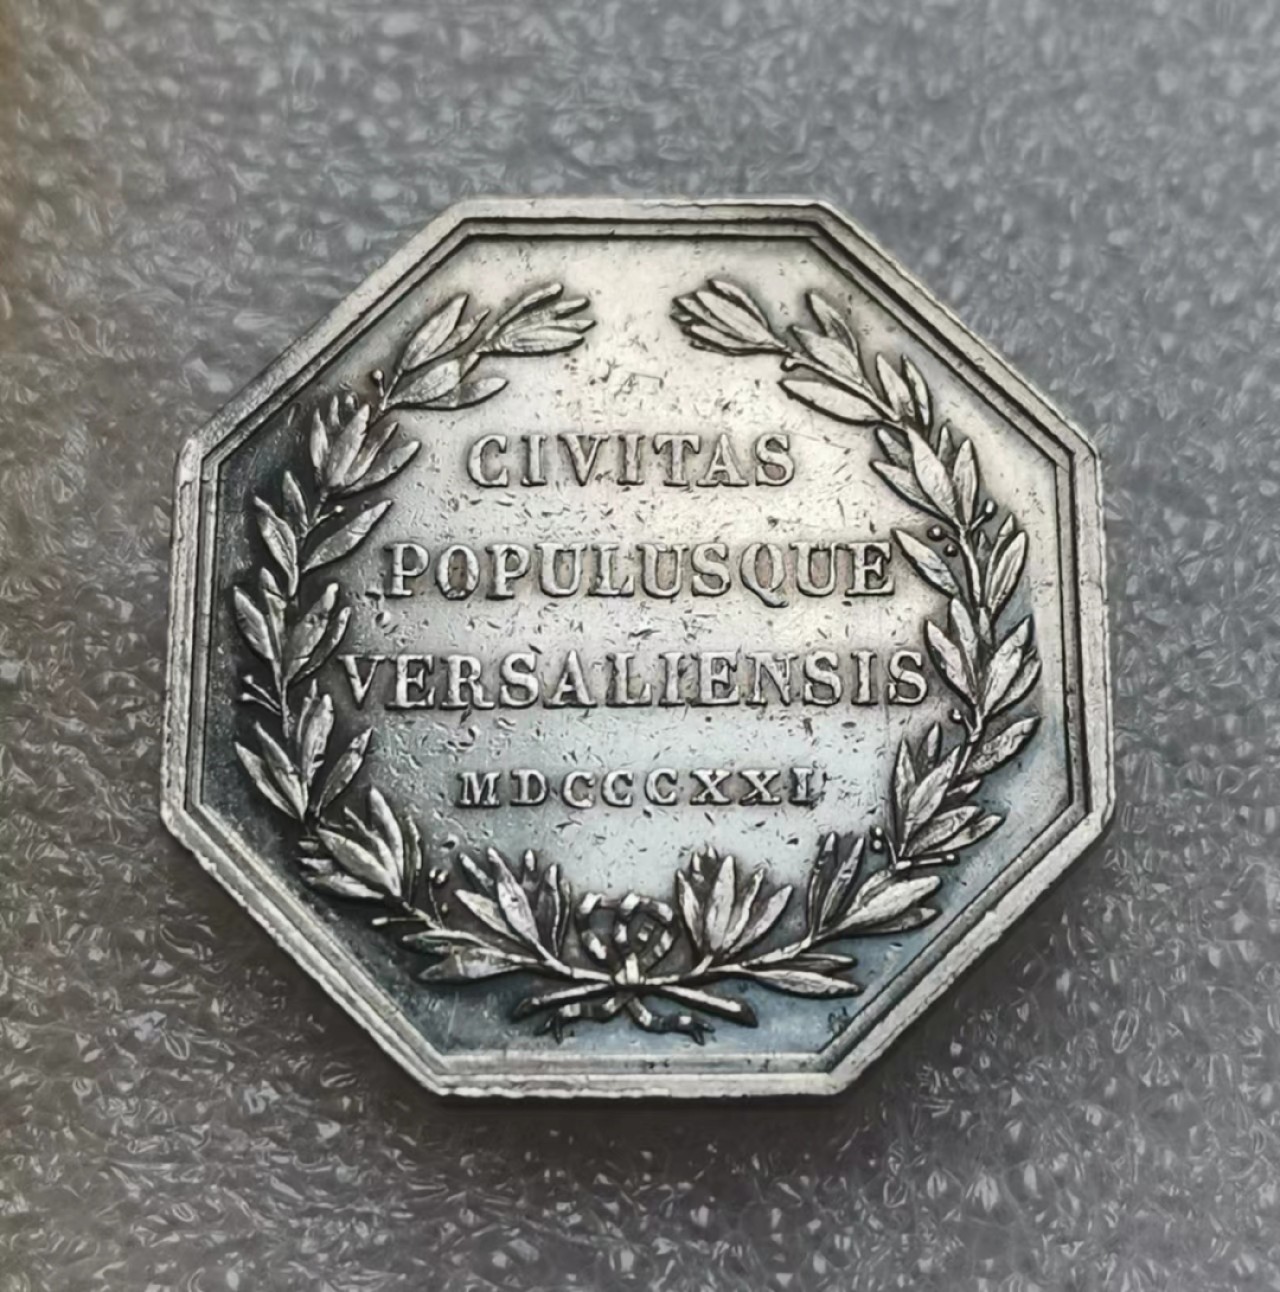 CIVITAS
POPULUSQUE
VERSALIENSIS
MDCCCXXI